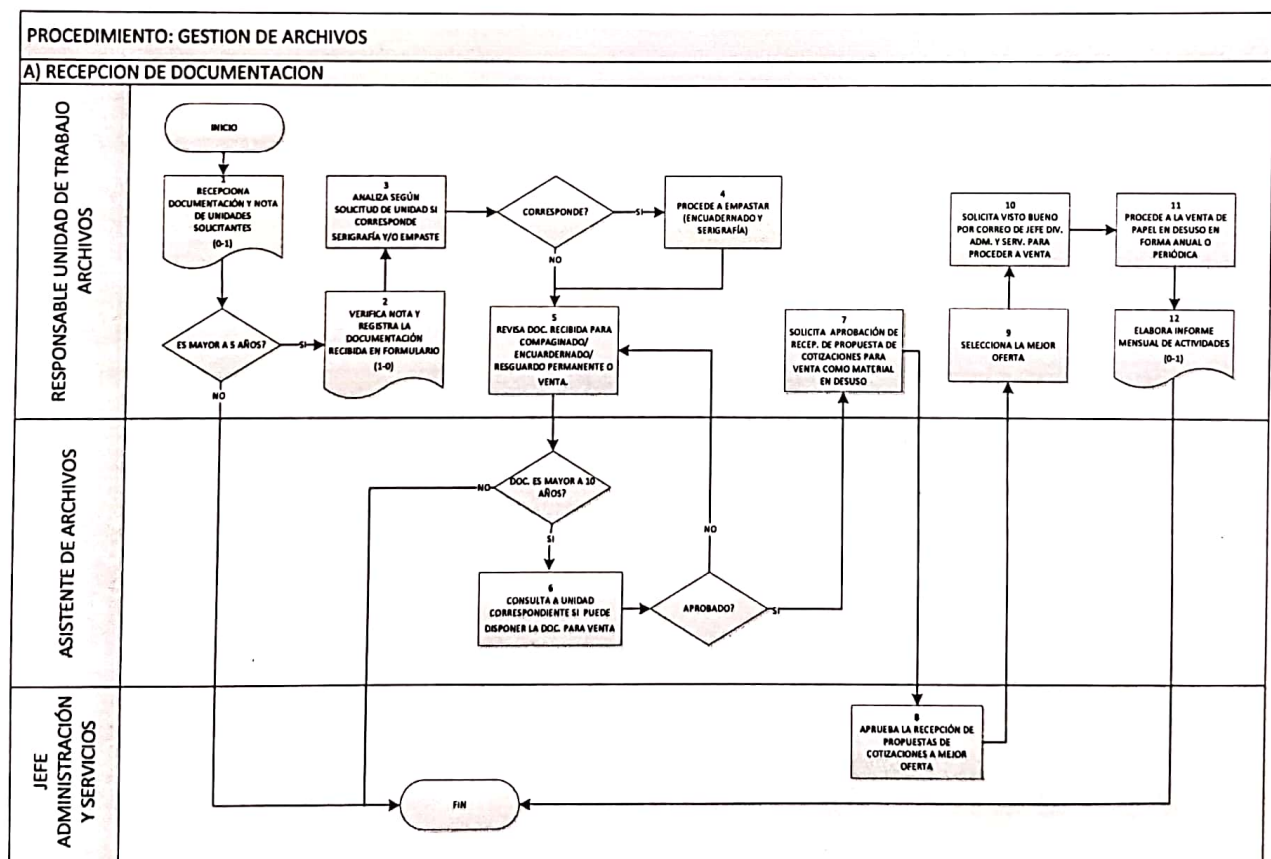 PROCEDIMIENTO: GESTION DE ARCHIVOS
A) RECEPCION DE DOCUMENTACION
RESPONSABLE UNIDAD DE TRABAJO
ARCHIVOS
INICIO
1
RECEPCIONA
DOCUMENTACIÓN Y NOTA
DE UNIDADES
SOLICITANTES
(0-1)
ES MAYOR A 5 AÑOS?
SI
NO
2
VERIFICA NOTA Y
REGISTRA LA
DOCUMENTACIÓN
RECIBIDA EN FORMULARIO
(1-0)
3
ANALIZA SEGÚN
SOLICITUD DE UNIDAD SI
CORRESPONDE
SERIGRAFÍA Y/O EMPASTE
CORRESPONDE?
SI
NO
4
PROCEDE A EMPASTAR
(ENCUADERNADO Y
SERIGRAFÍA)
5
REVISA DOC. RECIBIDA PARA
COMPAGINADO/
ENCUARDERNADO/
RESGUARDO PERMANENTE O
VENTA.
7
SOLICITA APROBACIÓN DE
RECEP. DE PROPUESTA DE
COTIZACIONES PARA
VENTA COMO MATERIAL
EN DESUSO
10
SOLICITA VISTO BUENO
POR CORREO DE JEFE DIV.
ADM. Y SERV. PARA
PROCEDER A VENTA
9
SELECCIONA LA MEJOR
OFERTA
11
PROCEDE A LA VENTA DE
PAPEL EN DESUSO EN
FORMA ANUAL O
PERIÓDICA
12
ELABORA INFORME
MENSUAL DE ACTIVIDADES
(0-1)
ASISTENTE DE ARCHIVOS
DOC. ES MAYOR A 10
AÑOS?
NO
SI
6
CONSULTA A UNIDAD
CORRESPONDIENTE SI PUEDE
DISPONER LA DOC. PARA VENTA
APROBADO?
NO
SI
JEFE
ADMINISTRACIÓN
Y SERVICIOS
8
APRUEBA LA RECEPCIÓN DE
PROPUESTAS DE
COTIZACIONES A MEJOR
OFERTA
FIN